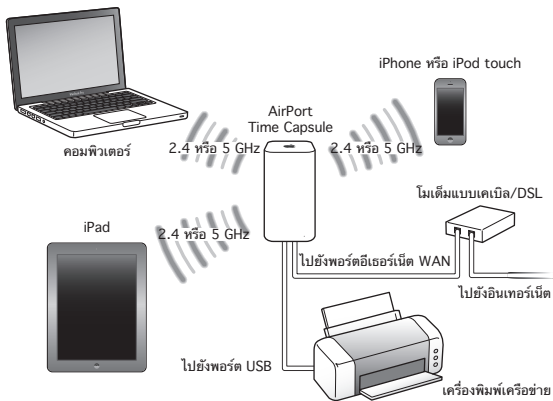 iPhone หรือ iPod touch
AirPort
Time Capsule
คอมพิวเตอร์
2.4 หรือ 5 GHz
2.4 หรือ 5 GHz
โมเด็มแบบเคเบิล/DSL
iPad
2.4 หรือ 5 GHz
ไปยังพอร์ตอีเธอร์เน็ต WAN
ไปยังอินเทอร์เน็ต
ไปยังพอร์ต USB
เครื่องพิมพ์เครือข่าย